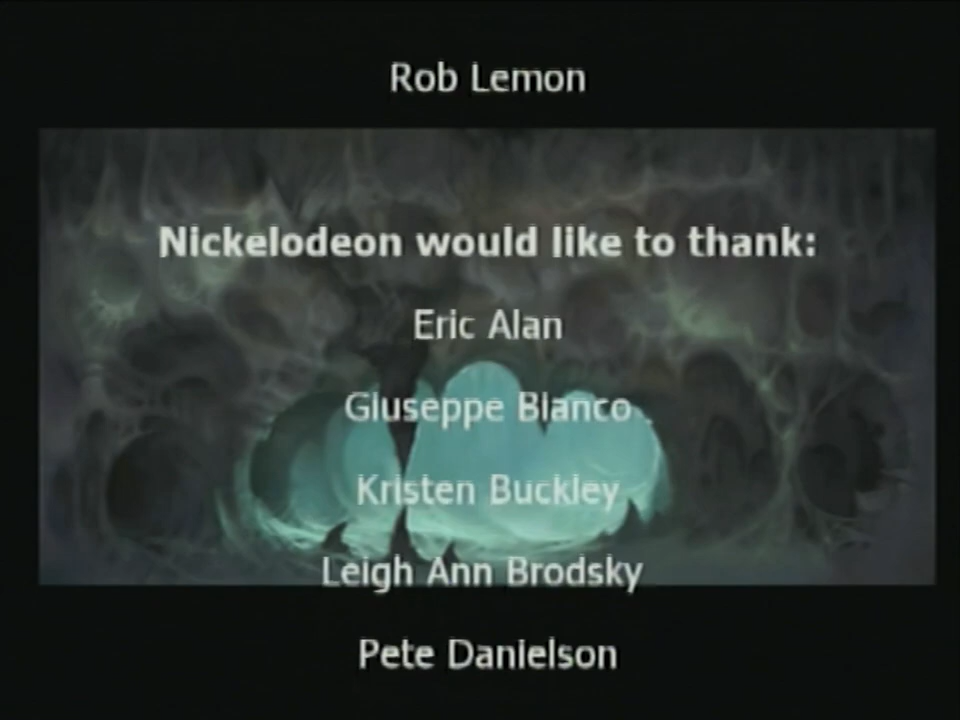 Rob Lemon
Nickelodeon would like to thank:
Eric Alan
Giuseppe Bianco
Kristen Buckley
Leigh Ann Brodsky
Pete Danielson